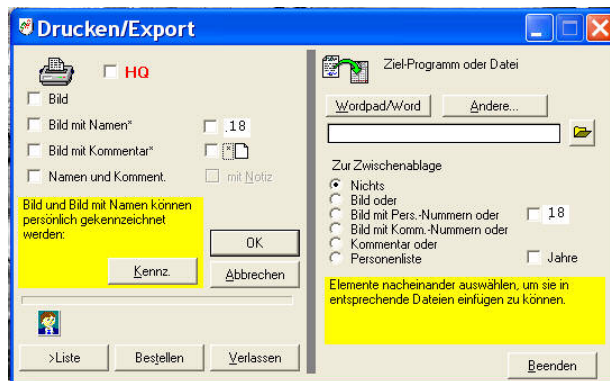 Drucken/Export
HQ
Bild
Bild mit Namen*
.18
Bild mit Kommentar*
*
Namen und Komment.
mit Notiz
Bild und Bild mit Namen können
persönlich gekennzeichnet
werden:
Kennz.
OK
Abbrechen
>Liste
Bestellen
Verlassen
Ziel-Programm oder Datei
Wordpad/Word
Andere...
Zur Zwischenablage
Nichts
Bild oder
Bild mit Pers.-Nummern oder
18
Bild mit Komm.-Nummern oder
Kommentar oder
Personenliste
Jahre
Elemente nacheinander auswählen, um sie in
entsprechende Dateien einfügen zu können.
Beenden